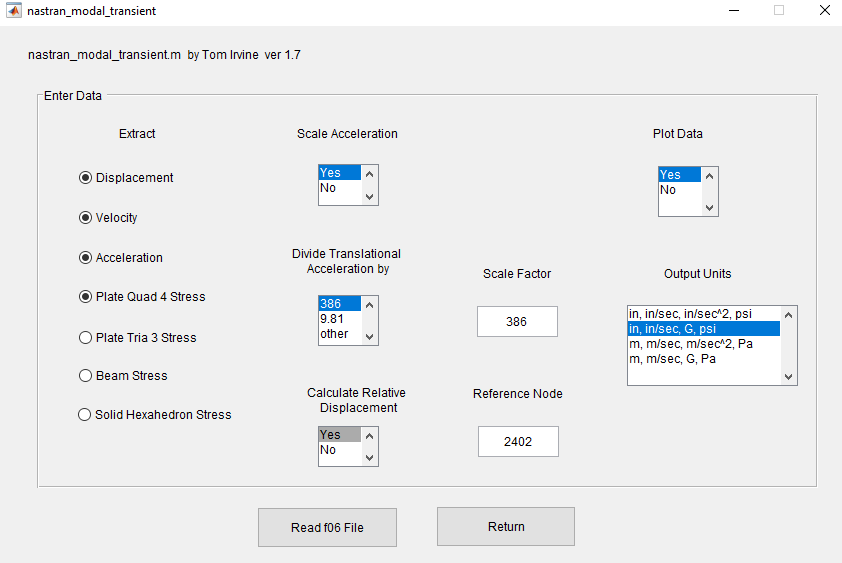 nastran_modal_transient
nastran_modal_transient.m by Tom Irvine ver 1.7
Enter Data
Extract
Displacement
Velocity
Acceleration
Plate Quad 4 Stress
Plate Tria 3 Stress
Beam Stress
Solid Hexahedron Stress
Scale Acceleration
Yes
No
Divide Translational
Acceleration by
386
9.81
other
Calculate Relative
Displacement
Yes
No
Scale Factor
386
Reference Node
2402
Plot Data
Yes
No
Output Units
in, in/sec, in/sec^2, psi
in, in/sec, G, psi
m, m/sec, m/sec^2, Pa
m, m/sec, G, Pa
Read f06 File
Return